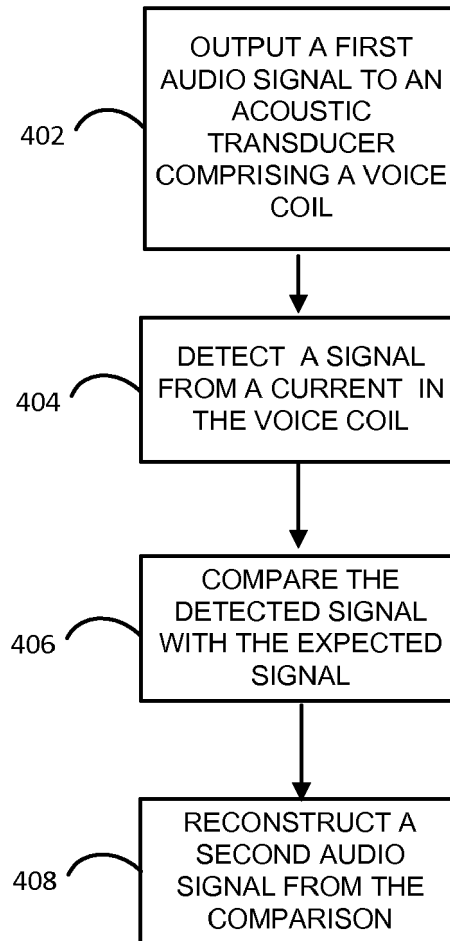 OUTPUT A FIRST
AUDIO SIGNAL TO AN
ACOUSTIC
TRANSDUCER
COMPRISING A VOICE
COIL
402
DETECT A SIGNAL
FROM A CURRENT IN
THE VOICE COIL
404
COMPARE THE
DETECTED SIGNAL
WITH THE EXPECTED
SIGNAL
406
RECONSTRUCT A
SECOND AUDIO
SIGNAL FROM THE
COMPARISON
408